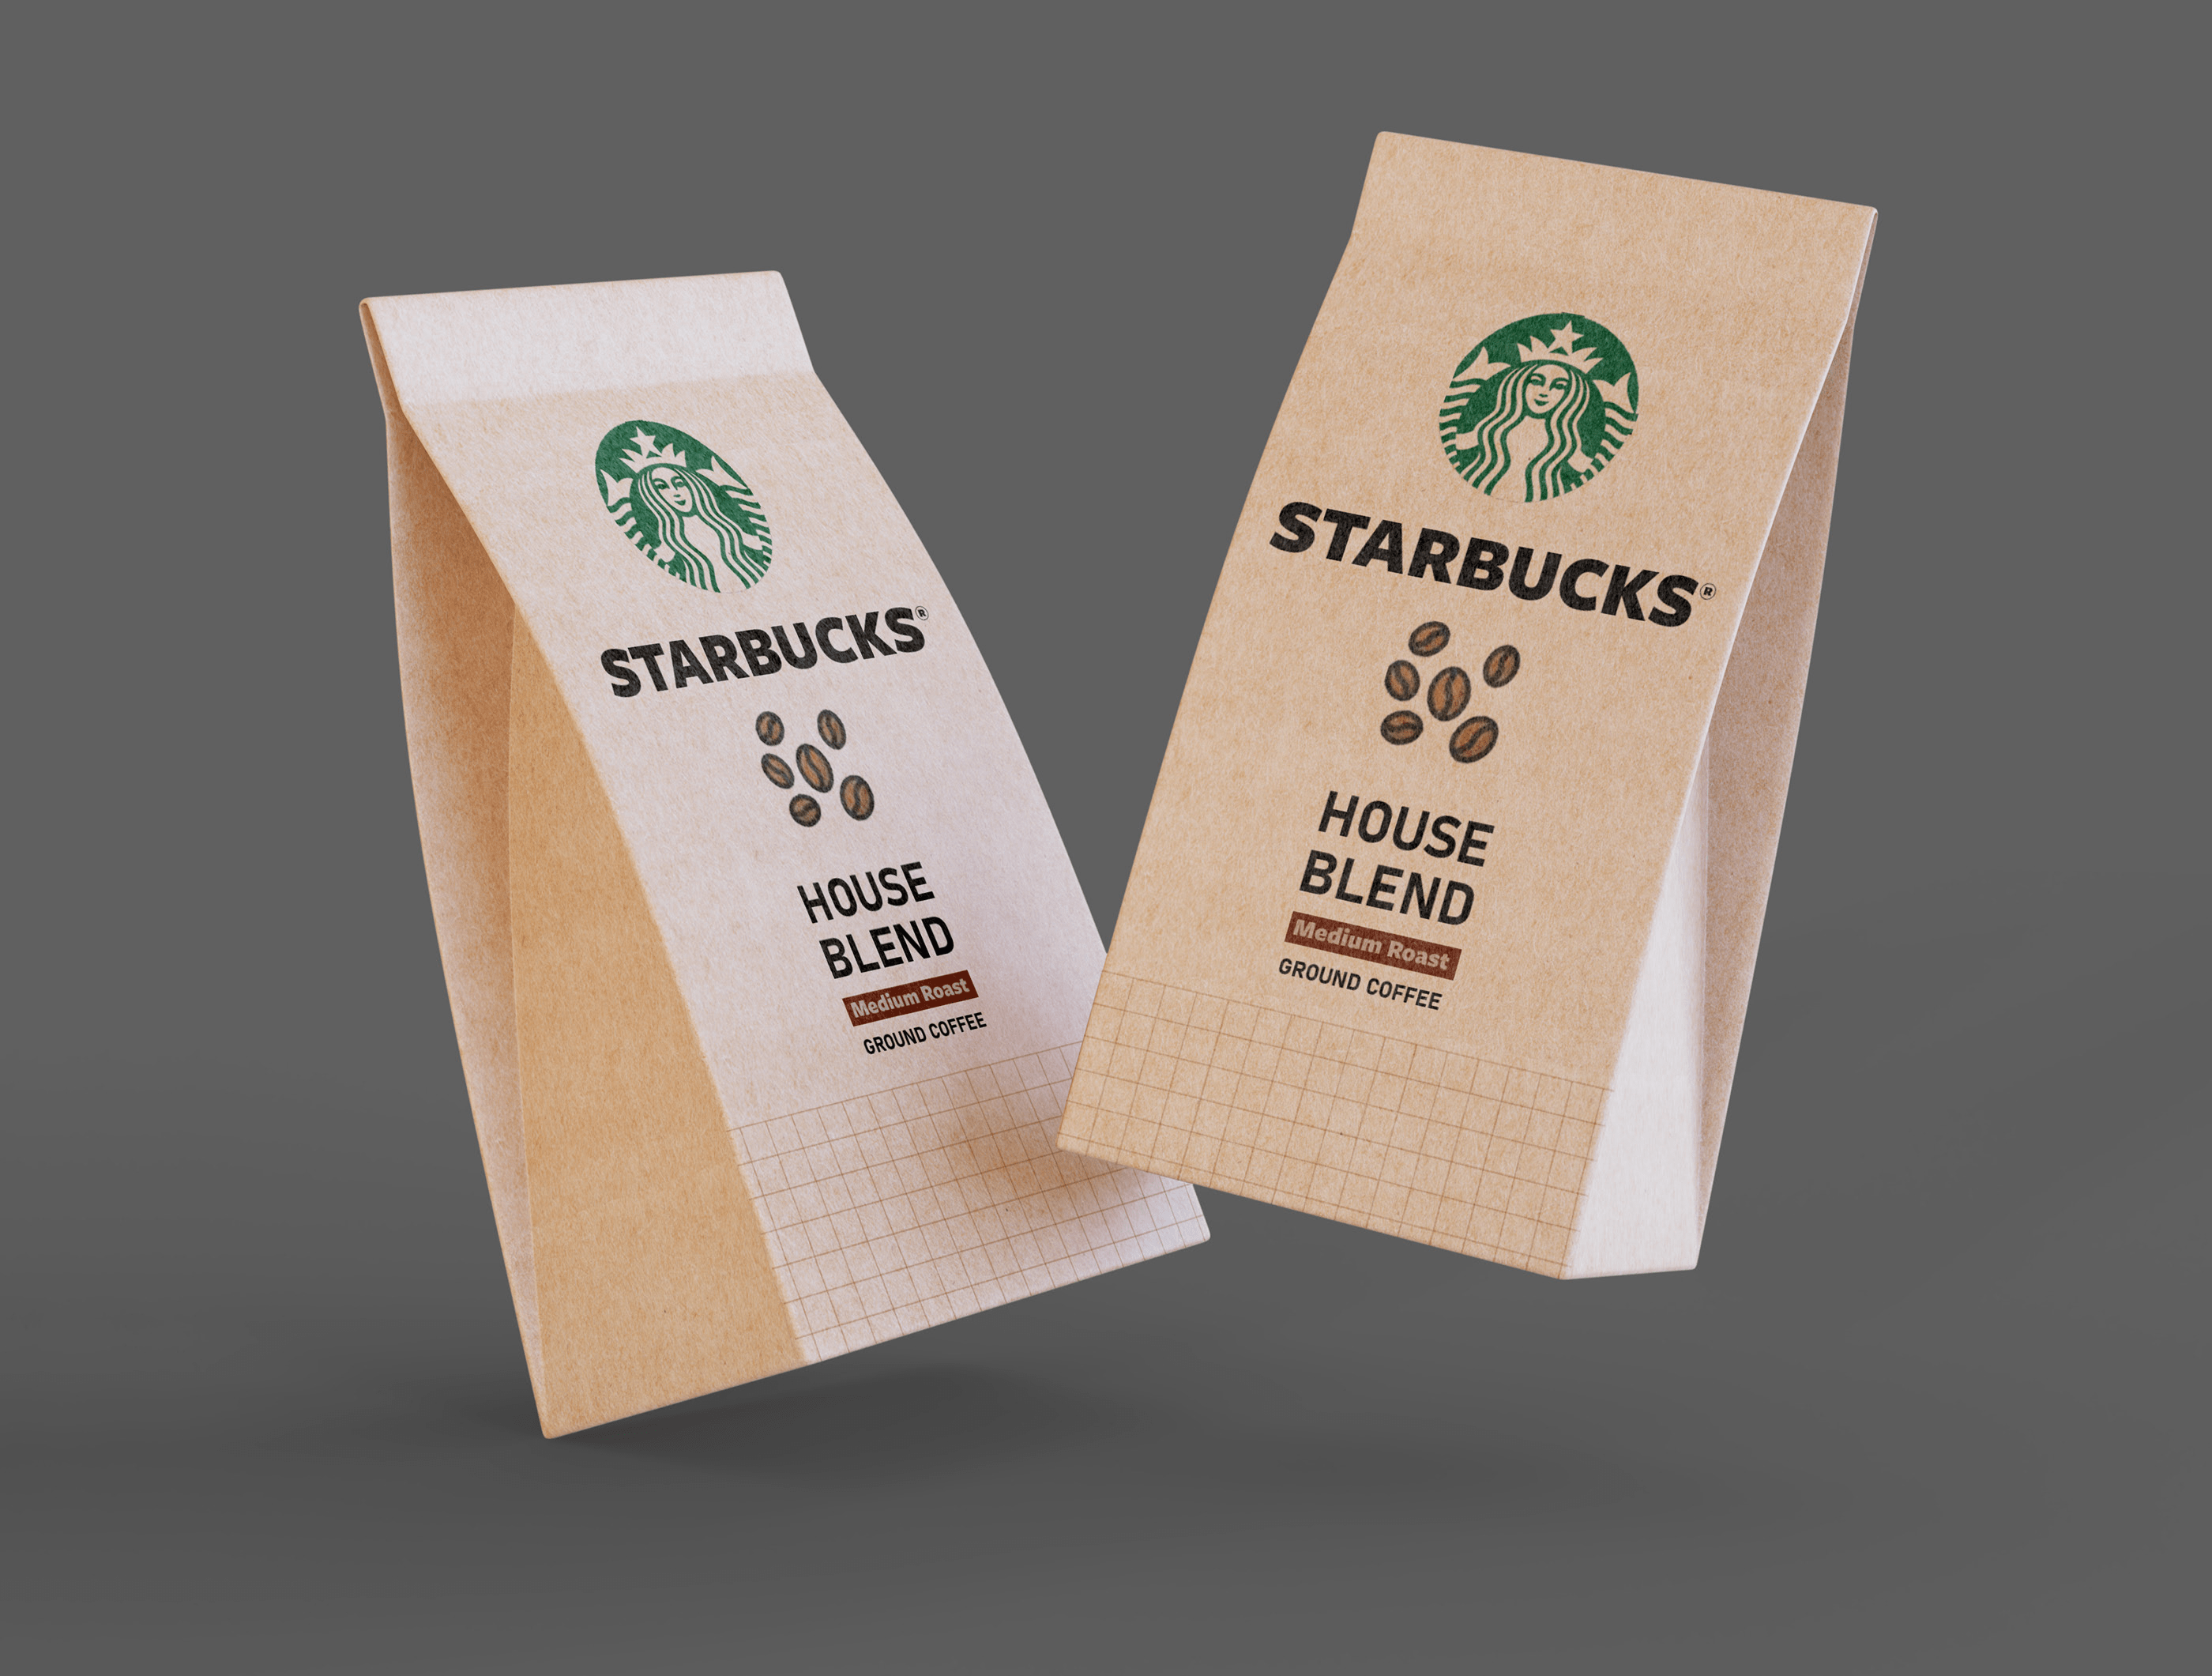 STARBUCKS®
HOUSE
BLEND
Medium Roast
GROUND COFFEE
STARBUCKS®
HOUSE
BLEND
Medium Roast
GROUND COFFEE